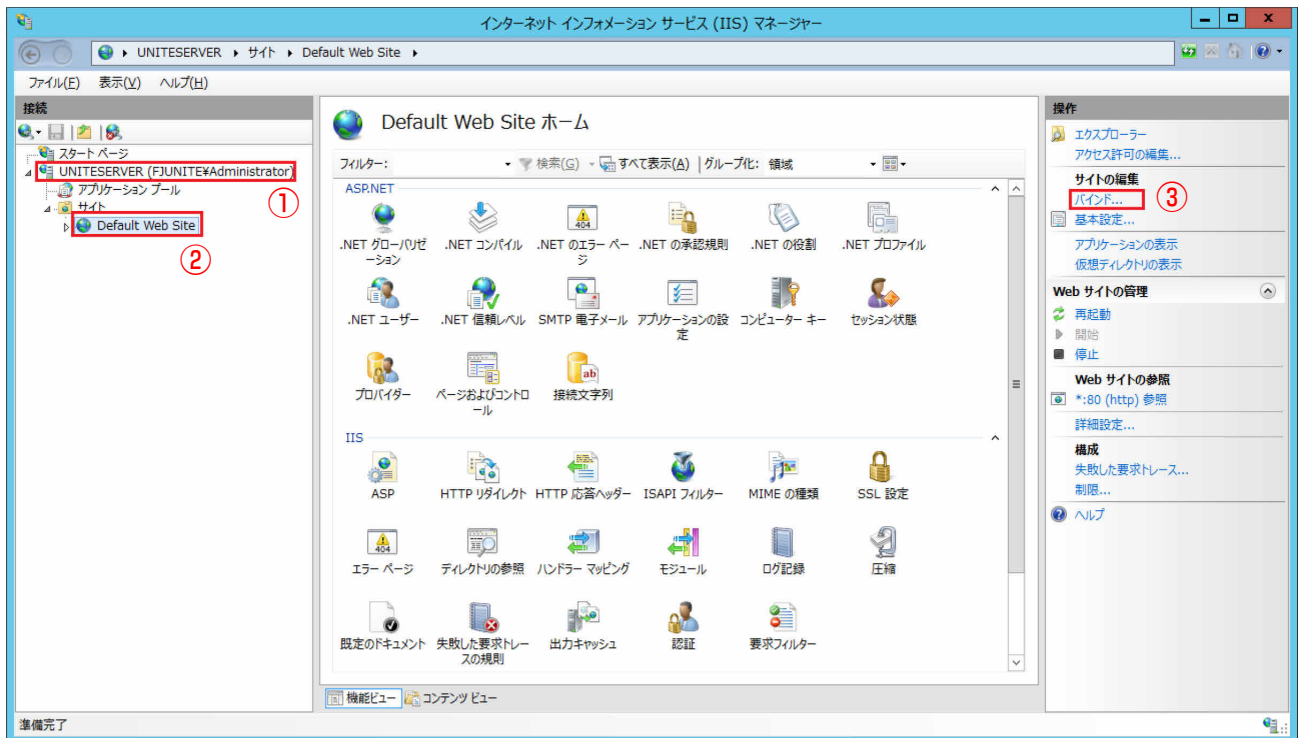 インターネット インフォメーション サービス (IIS) マネージャー
UNITESERVER ▸ サイト ▸ Default Web Site ▸
ファイル(F) 表示(V) ヘルプ(H)
接続
スタート ページ
UNITESERVER (FJUNITE¥Administrator)
①
アプリケーション プール
サイト
Default Web Site
②
Default Web Site ホーム
フィルター: 検索(G) すべて表示(A) グループ化: 領域
ASP.NET
.NET グローバリゼーション
.NET コンパイル
.NET のエラー ページ
.NET の承認規則
.NET の役割
.NET プロファイル
.NET ユーザー
.NET 信頼レベル
SMTP 電子メール
アプリケーションの設定
コンピューター キー
セッション状態
プロバイダー
ページおよびコントロール
接続文字列
IIS
ASP
HTTP リダイレクト
HTTP 応答ヘッダー
ISAPI フィルター
MIME の種類
SSL 設定
エラー ページ
ディレクトリの参照
ハンドラー マッピング
モジュール
ログ記録
圧縮
既定のドキュメント
失敗した要求トレースの規則
出力キャッシュ
認証
要求フィルター
機能ビュー
コンテンツ ビュー
操作
エクスプローラー
アクセス許可の編集...
サイトの編集
バインド...
③
基本設定...
アプリケーションの表示
仮想ディレクトリの表示
Web サイトの管理
再起動
開始
停止
Web サイトの参照
*:80 (http) 参照
詳細設定...
構成
失敗した要求トレース...
制限...
ヘルプ
準備完了